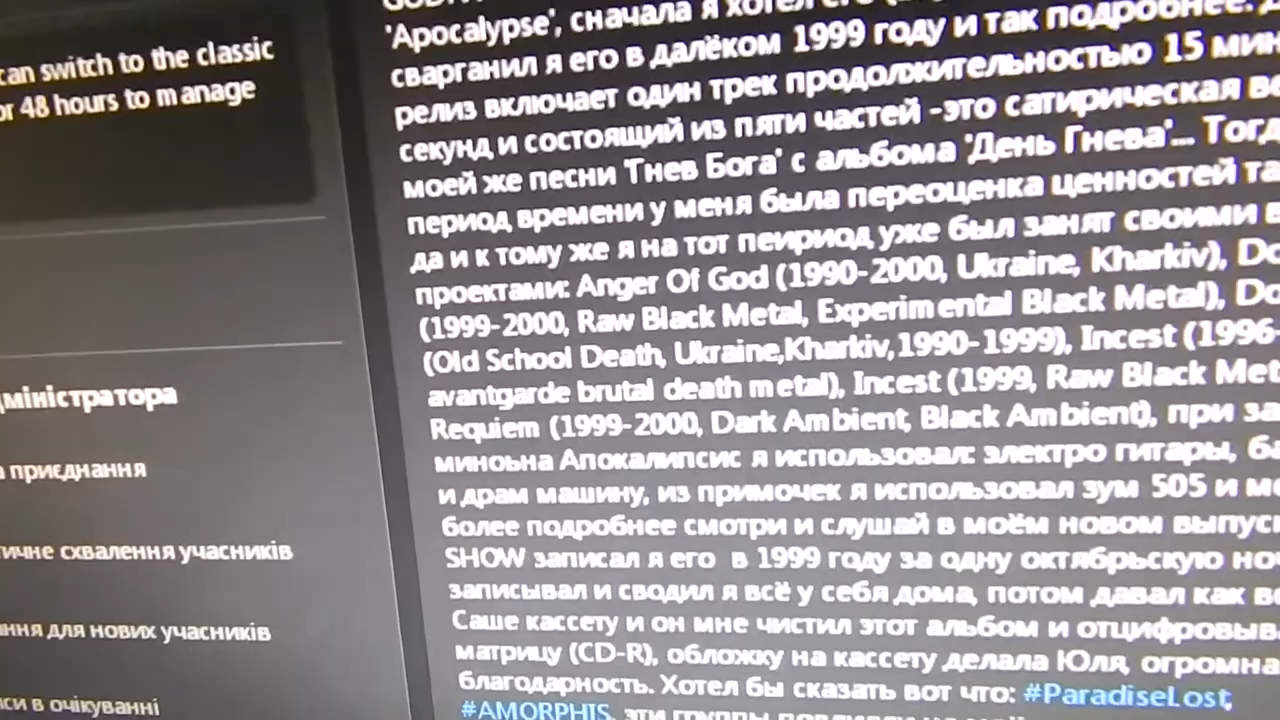 can switch to the classic
or 48 hours to manage
приєднання
схвалення учасників
для нових учасників
в очікуванні
'Apocalypse', сначала я хотел его
сварганил я его в далёком 1999 году и так подробнее.
релиз включает один трек продолжительностью 15
секунд и состоящий из пяти частей -это сатирическая
моей же песни Гнев Бога' с альбома 'День Гнева'...
период времени у меня была переоценка ценностей
да и к тому же я на тот пеириод уже был занят своими
проектами: Anger Of God (1990-2000, Ukraine, Kharkiv),
(1999-2000, Raw Black Metal, Experimental Black Metal),
(Old School Death, Ukraine,Kharkiv,1990-1999), Incest (1996-
avantgarde brutal death metal), Incest (1999, Raw Black
Requiem (1999-2000, Dark Ambient, Black Ambient), при
миноьна Апокалипсис я использовал: электро гитары,
и драм машину, из примочек я использовал зум 505 и
более подробнее смотри и слушай в моём новом
SHOW записал я его в 1999 году за одну октябрьскую
записывал и сводил я всё у себя дома, потом давал как
Саше кассету и он мне чистил этот альбом и
матрицу (CD-R), обложку на кассету делала Юля,
благодарность. Хотел бы сказать вот что: #ParadiseLost,
#AMORPHIS, эти группы